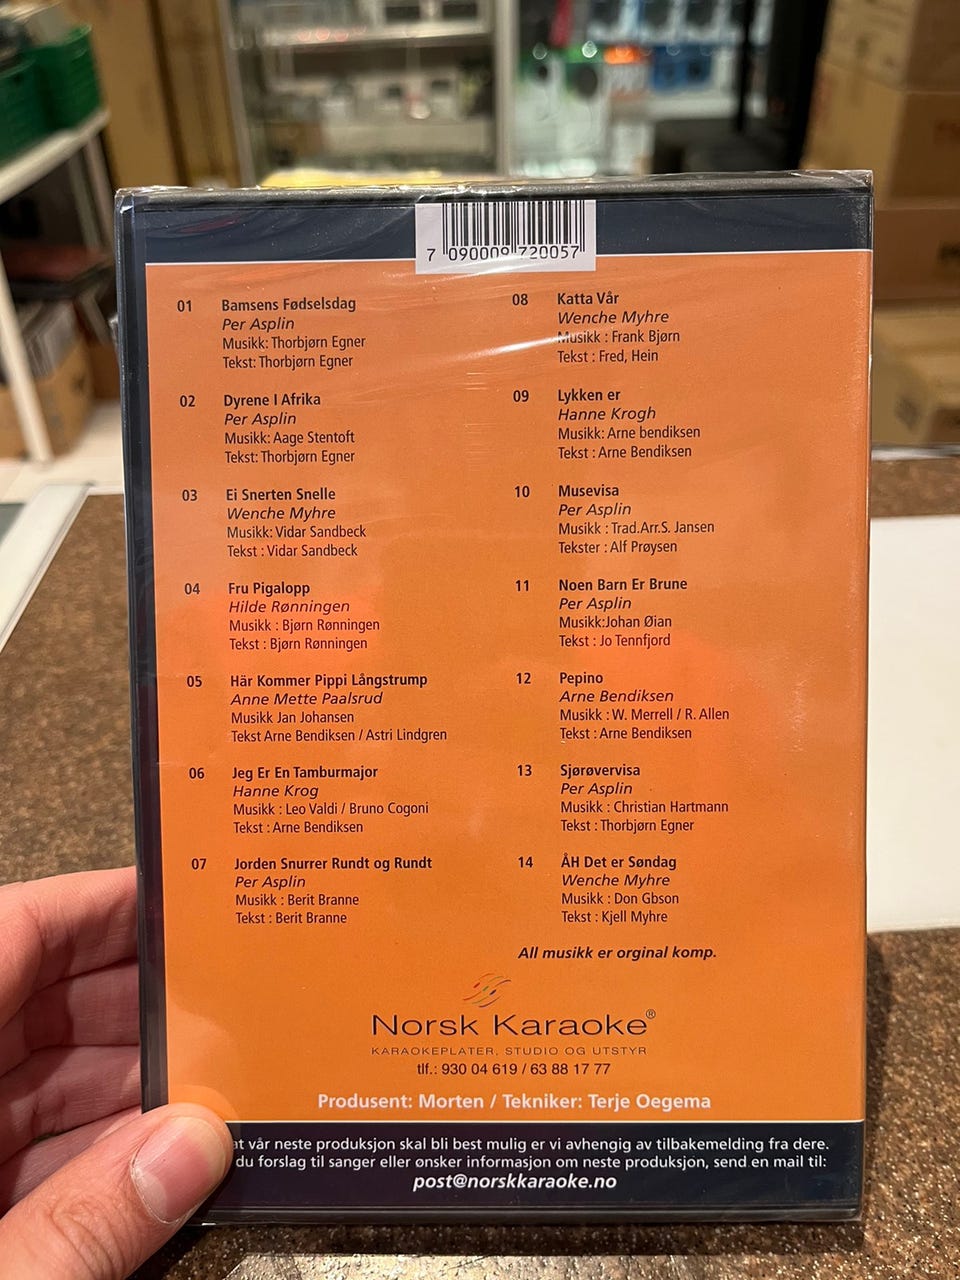 7 090009 720057
01 Bamsens Fødselsdag
Per Asplin
Musikk: Thorbjørn Egner
Tekst: Thorbjørn Egner
02 Dyrene I Afrika
Per Asplin
Musikk: Aage Stentoft
Tekst: Thorbjørn Egner
03 Ei Snerten Snelle
Wenche Myhre
Musikk: Vidar Sandbeck
Tekst : Vidar Sandbeck
04 Fru Pigalopp
Hilde Rønningen
Musikk : Bjørn Rønningen
Tekst : Bjørn Rønningen
05 Här Kommer Pippi Långstrump
Anne Mette Paalsrud
Musikk Jan Johansen
Tekst Arne Bendiksen / Astri Lindgren
06 Jeg Er En Tamburmajor
Hanne Krog
Musikk : Leo Valdi / Bruno Cogoni
Tekst : Arne Bendiksen
07 Jorden Snurrer Rundt og Rundt
Per Asplin
Musikk : Berit Branne
Tekst : Berit Branne
08 Katta Vår
Wenche Myhre
Musikk : Frank Bjørn
Tekst : Fred, Hein
09 Lykken er
Hanne Krogh
Musikk: Arne bendiksen
Tekst : Arne Bendiksen
10 Musevisa
Per Asplin
Musikk : Trad.Arr.S. Jansen
Tekster : Alf Prøysen
11 Noen Barn Er Brune
Per Asplin
Musikk:Johan Øian
Tekst : Jo Tennfjord
12 Pepino
Arne Bendiksen
Musikk : W. Merrell / R. Allen
Tekst : Arne Bendiksen
13 Sjørøvervisa
Per Asplin
Musikk : Christian Hartmann
Tekst : Thorbjørn Egner
14 ÅH Det er Søndag
Wenche Myhre
Musikk : Don Gbson
Tekst : Kjell Myhre
All musikk er orginal komp.
Norsk Karaoke®
KARAOKEPLATER, STUDIO OG UTSTYR
tlf.: 930 04 619 / 63 88 17 77
Produsent: Morten / Tekniker: Terje Oegema
at vår neste produksjon skal bli best mulig er vi avhengig av tilbakemelding fra dere.
du forslag til sanger eller ønsker informasjon om neste produksjon, send en mail til:
post@norskkaraoke.no